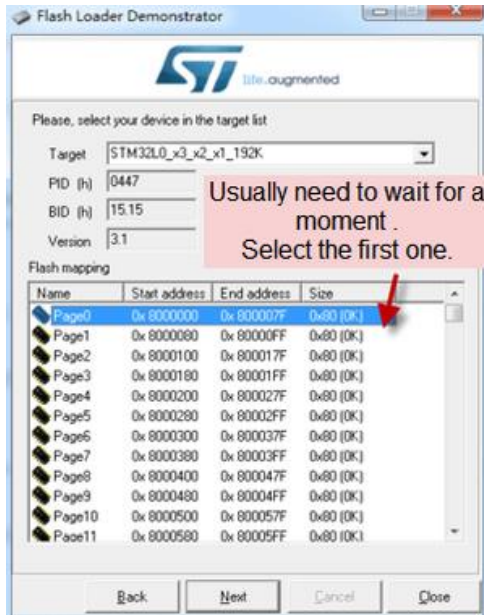 Flash Loader Demonstrator
life.augmented
Please, select your device in the target list
Target STM32L0_x3_x2_x1_192K
PID (h) 0447
BID (h) 15.15
Version 3.1
Usually need to wait for a
moment .
Select the first one.
Flash mapping
Name Start address End address Size
Page0 0x 8000000 0x 800007F 0x80 (0K)
Page1 0x 8000080 0x 80000FF 0x80 (0K)
Page2 0x 8000100 0x 800017F 0x80 (0K)
Page3 0x 8000180 0x 80001FF 0x80 (0K)
Page4 0x 8000200 0x 800027F 0x80 (0K)
Page5 0x 8000280 0x 80002FF 0x80 (0K)
Page6 0x 8000300 0x 800037F 0x80 (0K)
Page7 0x 8000380 0x 80003FF 0x80 (0K)
Page8 0x 8000400 0x 800047F 0x80 (0K)
Page9 0x 8000480 0x 80004FF 0x80 (0K)
Page10 0x 8000500 0x 800057F 0x80 (0K)
Page11 0x 8000580 0x 80005FF 0x80 (0K)
Back Next Cancel Close